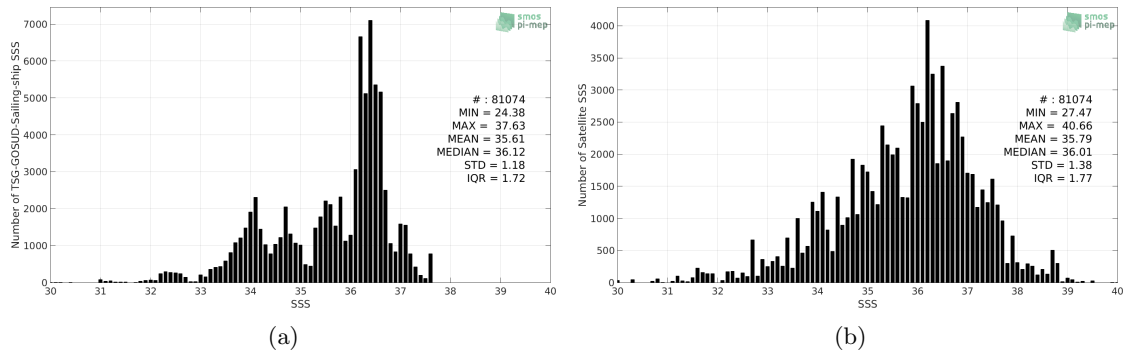 smos
pi-mep
7000
6000
5000
4000
3000
2000
1000
0
Number of TSG-GOSUD-Sailing-ship SSS
# : 81074
MIN = 24.38
MAX = 37.63
MEAN = 35.61
MEDIAN = 36.12
STD = 1.18
IQR = 1.72
30 31 32 33 34 35 36 37 38 39 40
SSS
(a)
smos
pi-mep
4000
3500
3000
2500
2000
1500
1000
500
0
Number of Satellite SSS
# : 81074
MIN = 27.47
MAX = 40.66
MEAN = 35.79
MEDIAN = 36.01
STD = 1.38
IQR = 1.77
30 31 32 33 34 35 36 37 38 39 40
SSS
(b)